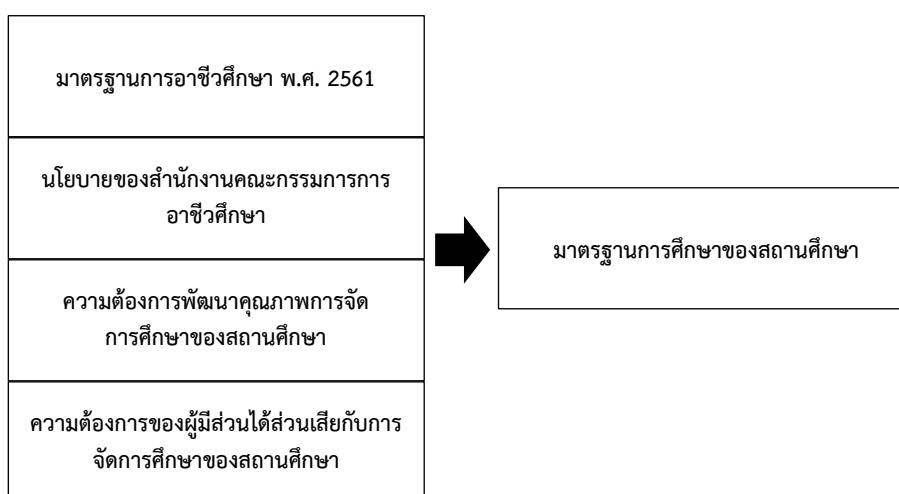 มาตรฐานการอาชีวศึกษา พ.ศ. 2561
นโยบายของสำนักงานคณะกรรมการการ
อาชีวศึกษา
ความต้องการพัฒนาคุณภาพการจัด
การศึกษาของสถานศึกษา
ความต้องการของผู้มีส่วนได้ส่วนเสียกับการ
จัดการศึกษาของสถานศึกษา
มาตรฐานการศึกษาของสถานศึกษา